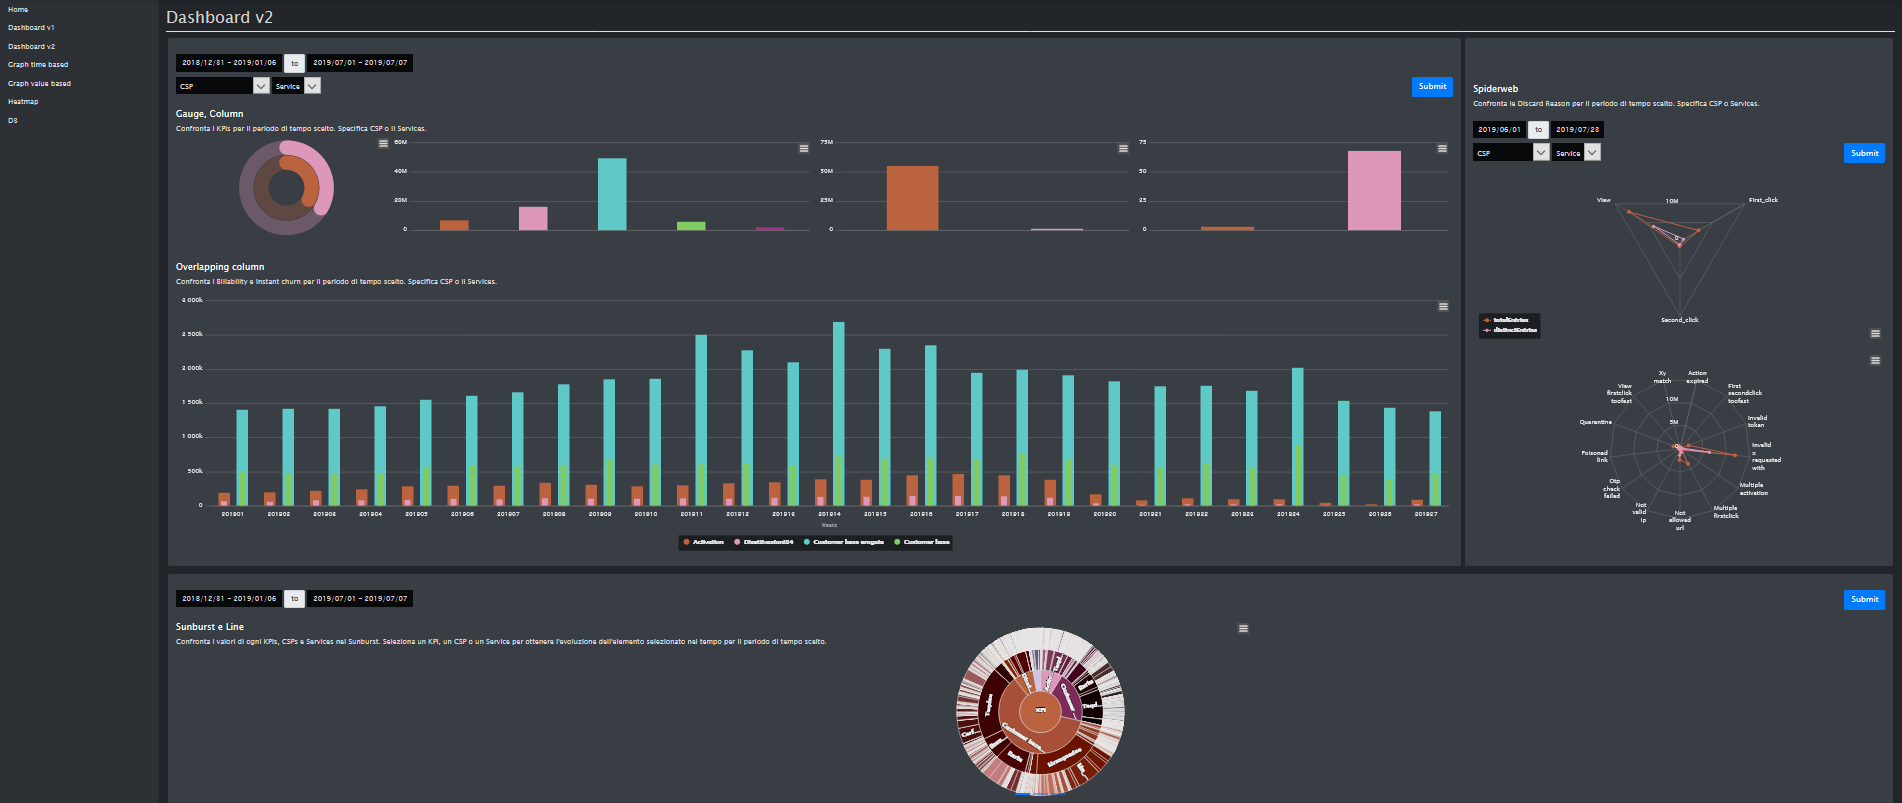 Home
Dashboard v1
Dashboard v2
Graph time based
Graph value based
Heatmap
D3
Dashboard v2
2018/12/31 - 2019/01/06 to 2019/07/01 - 2019/07/07
CSP Service
Submit
Gauge, Column
Confronta i KPIs per il periodo di tempo scelto. Specifica CSP o il Services.
60M
40M
20M
0
75M
50M
25M
0
75
50
25
0
Overlapping column
Confronta i Billability e Instant churn per il periodo di tempo scelto. Specifica CSP o il Services.
3 000k
2 500k
2 000k
1 500k
1 000k
500k
0
201901 201902 201903 201904 201905 201906 201907 201908 201909 201910 201911 201912 201913 201914 201915 201916 201917 201918 201919 201920 201921 201922 201923 201924 201925 201926 201927
Weeks
Activation Disattivazioni24 Customer base erogata Customer base
Spiderweb
Confronta le Discard Reason per il periodo di tempo scelto. Specifica CSP o Services.
2019/06/01 to 2019/07/28
CSP Service
Submit
View
10M
First_click
0
Second_click
totalEntries
distinctEntries
Xy match
Action expired
First secondclick toofast
Invalid token
Invalid x requested with
Multiple activation
Multiple firstclick
Not allowed url
Not valid ip
Otp check failed
Poisoned link
Quarantine
View firstclick toofast
10M
5M
0
2018/12/31 - 2019/01/06 to 2019/07/01 - 2019/07/07
Submit
Sunburst e Line
Confronta i valori di ogni KPIs, CSPs e Services nel Sunburst. Seleziona un KPI, un CSP o un Service per ottenere l'evoluzione dell'elemento selezionato nel tempo per il periodo di tempo scelto.
KPI
Customer base...